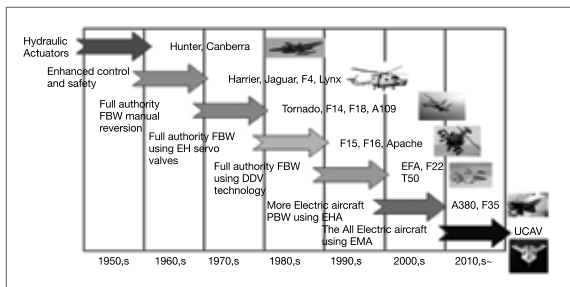 Hydraulic
Actuators
Hunter, Canberra
Enhanced control
and safety
Harrier, Jaguar, F4, Lynx
Full authority
FBW manual
reversion
Tornado, F14, F18, A109
Full authority FBW
using EH servo
valves
F15, F16, Apache
Full authority FBW
using DDV
technology
EFA, F22
T50
More Electric aircraft
PBW using EHA
A380, F35
The All Electric aircraft
using EMA
UCAV
1950,s
1960,s
1970,s
1980,s
1990,s
2000,s
2010,s~